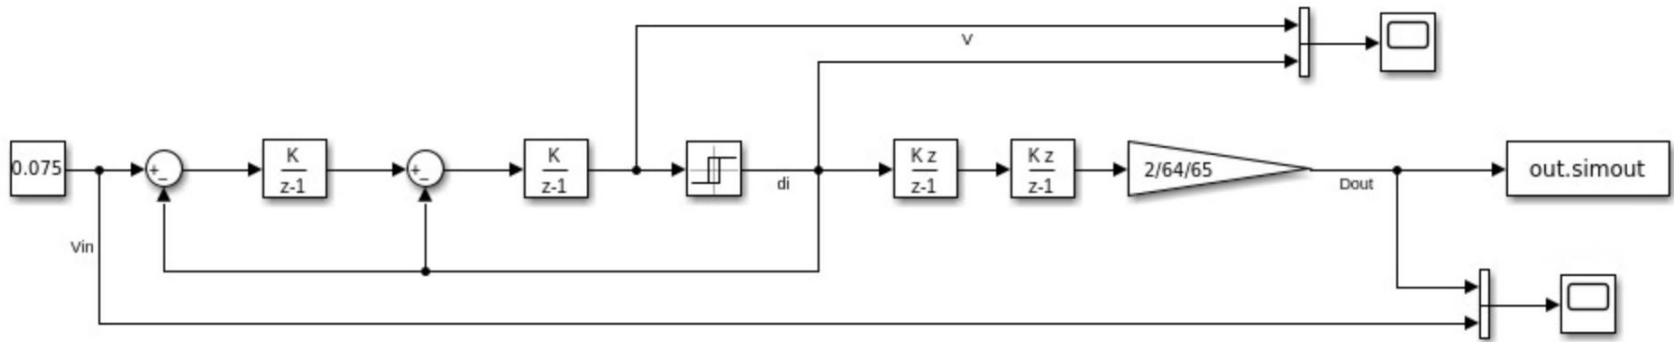 V
0.075
+
−
K
z-1
+
−
K
z-1
di
K z
z-1
K z
z-1
2/64/65
Dout
out.simout
Vin